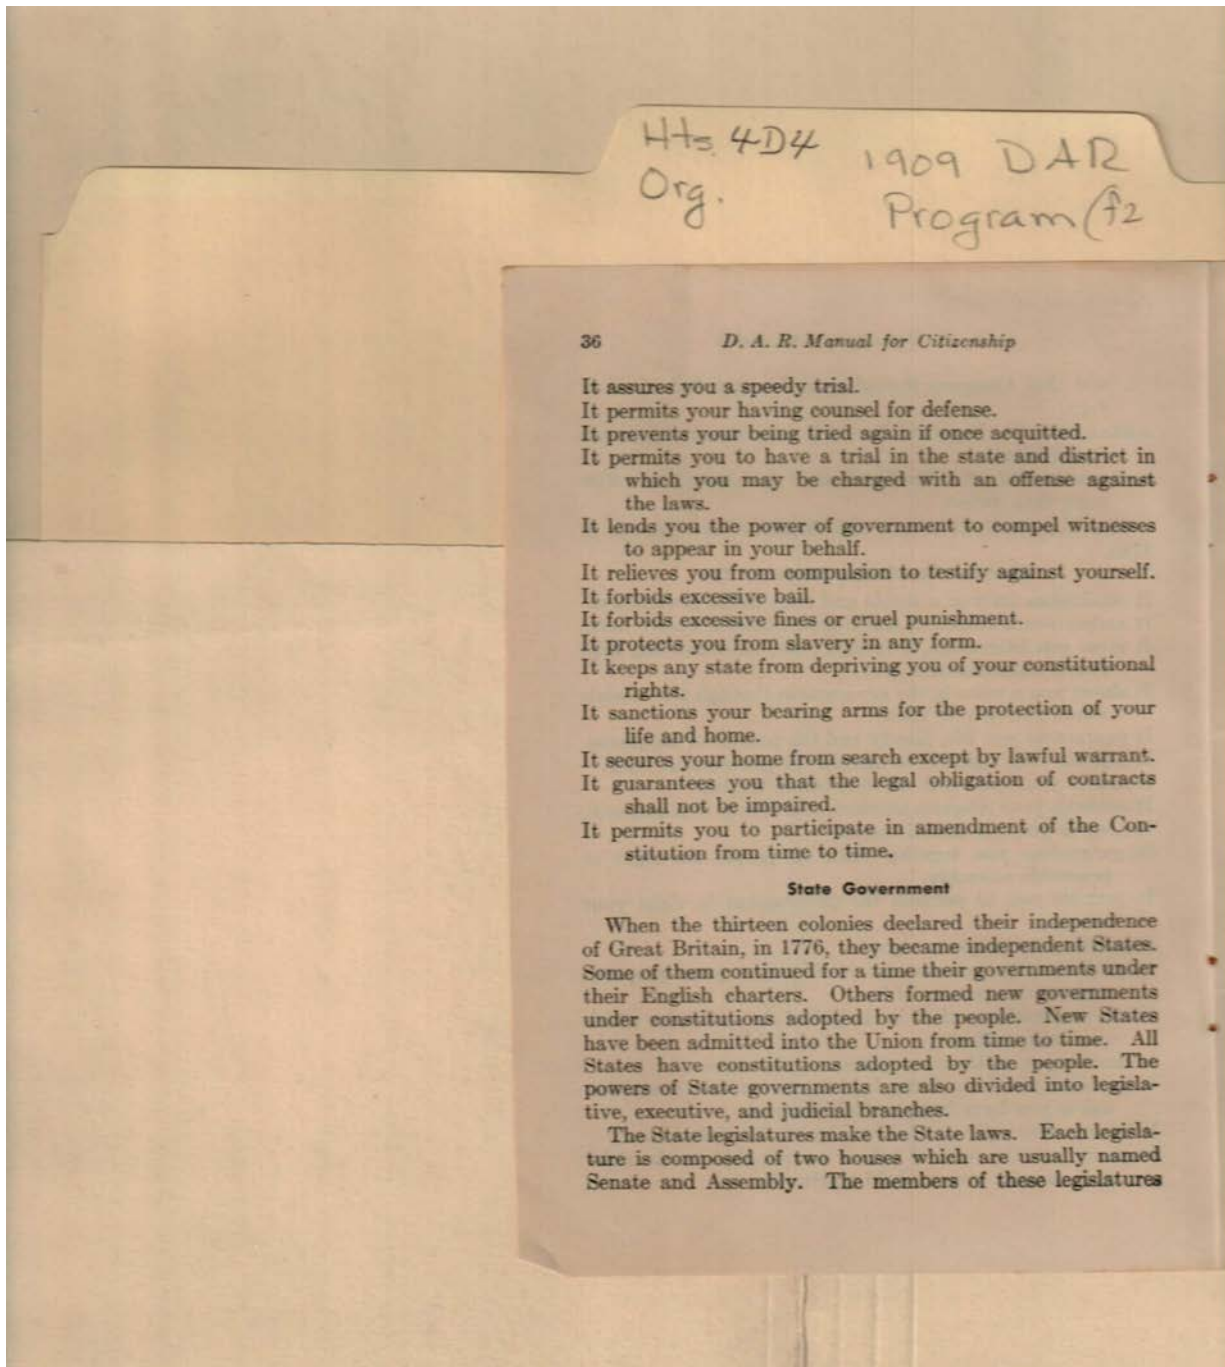 Hts. 4D4 1909 DAR
Org. Program (f2
36 D. A. R. Manual for Citizenship
It assures you a speedy trial.
It permits your having counsel for defense.
It prevents your being tried again if once acquitted.
It permits you to have a trial in the state and district in
which you may be charged with an offense against
the laws.
It lends you the power of government to compel witnesses
to appear in your behalf.
It relieves you from compulsion to testify against yourself.
It forbids excessive bail.
It forbids excessive fines or cruel punishment.
It protects you from slavery in any form.
It keeps any state from depriving you of your constitutional
rights.
It sanctions your bearing arms for the protection of your
life and home.
It secures your home from search except by lawful warrant.
It guarantees you that the legal obligation of contracts
shall not be impaired.
It permits you to participate in amendment of the Con-
stitution from time to time.
State Government
When the thirteen colonies declared their independence
of Great Britain, in 1776, they became independent States.
Some of them continued for a time their governments under
their English charters. Others formed new governments
under constitutions adopted by the people. New States
have been admitted into the Union from time to time. All
States have constitutions adopted by the people. The
powers of State governments are also divided into legisla-
tive, executive, and judicial branches.
The State legislatures make the State laws. Each legisla-
ture is composed of two houses which are usually named
Senate and Assembly. The members of these legislatures